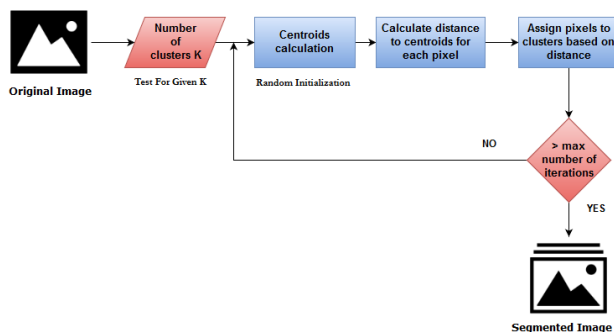 Original Image
Number
of
clusters K
Test For Given K
Centroids
calculation
Random Initialization
Calculate distance
to centroids for
each pixel
Assign pixels to
clusters based on
distance
> max
number of
iterations
NO
YES
Segmented Image